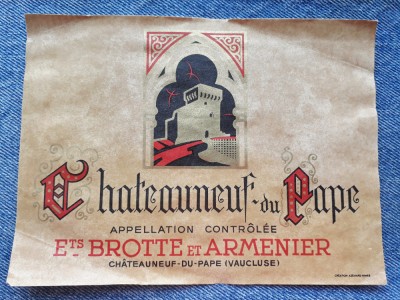 Chateauneuf-du Pape
APPELLATION CONTRÔLÉE
ETS BROTTE ET ARMENIER
CHÂTEAUNEUF-DU-PAPE (VAUCLUSE)